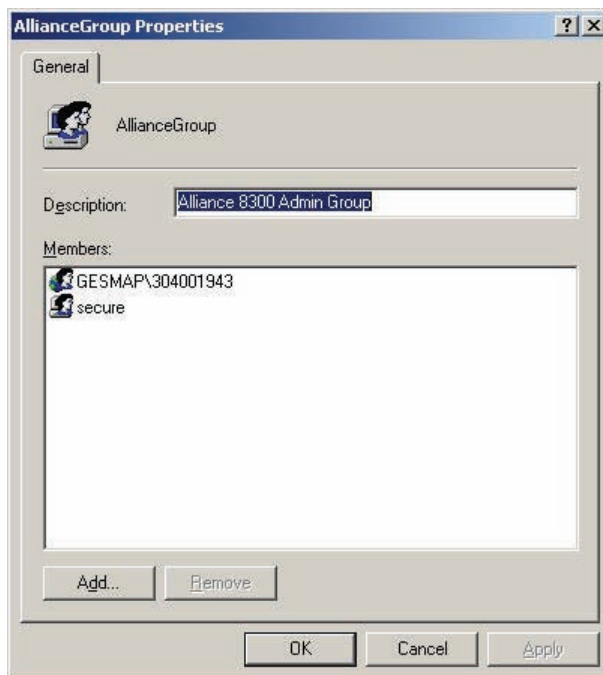 AllianceGroup Properties
General
AllianceGroup
Description: Alliance 8300 Admin Group
Members:
GESMAP\304001943
secure
Add... Remove
OK Cancel Apply